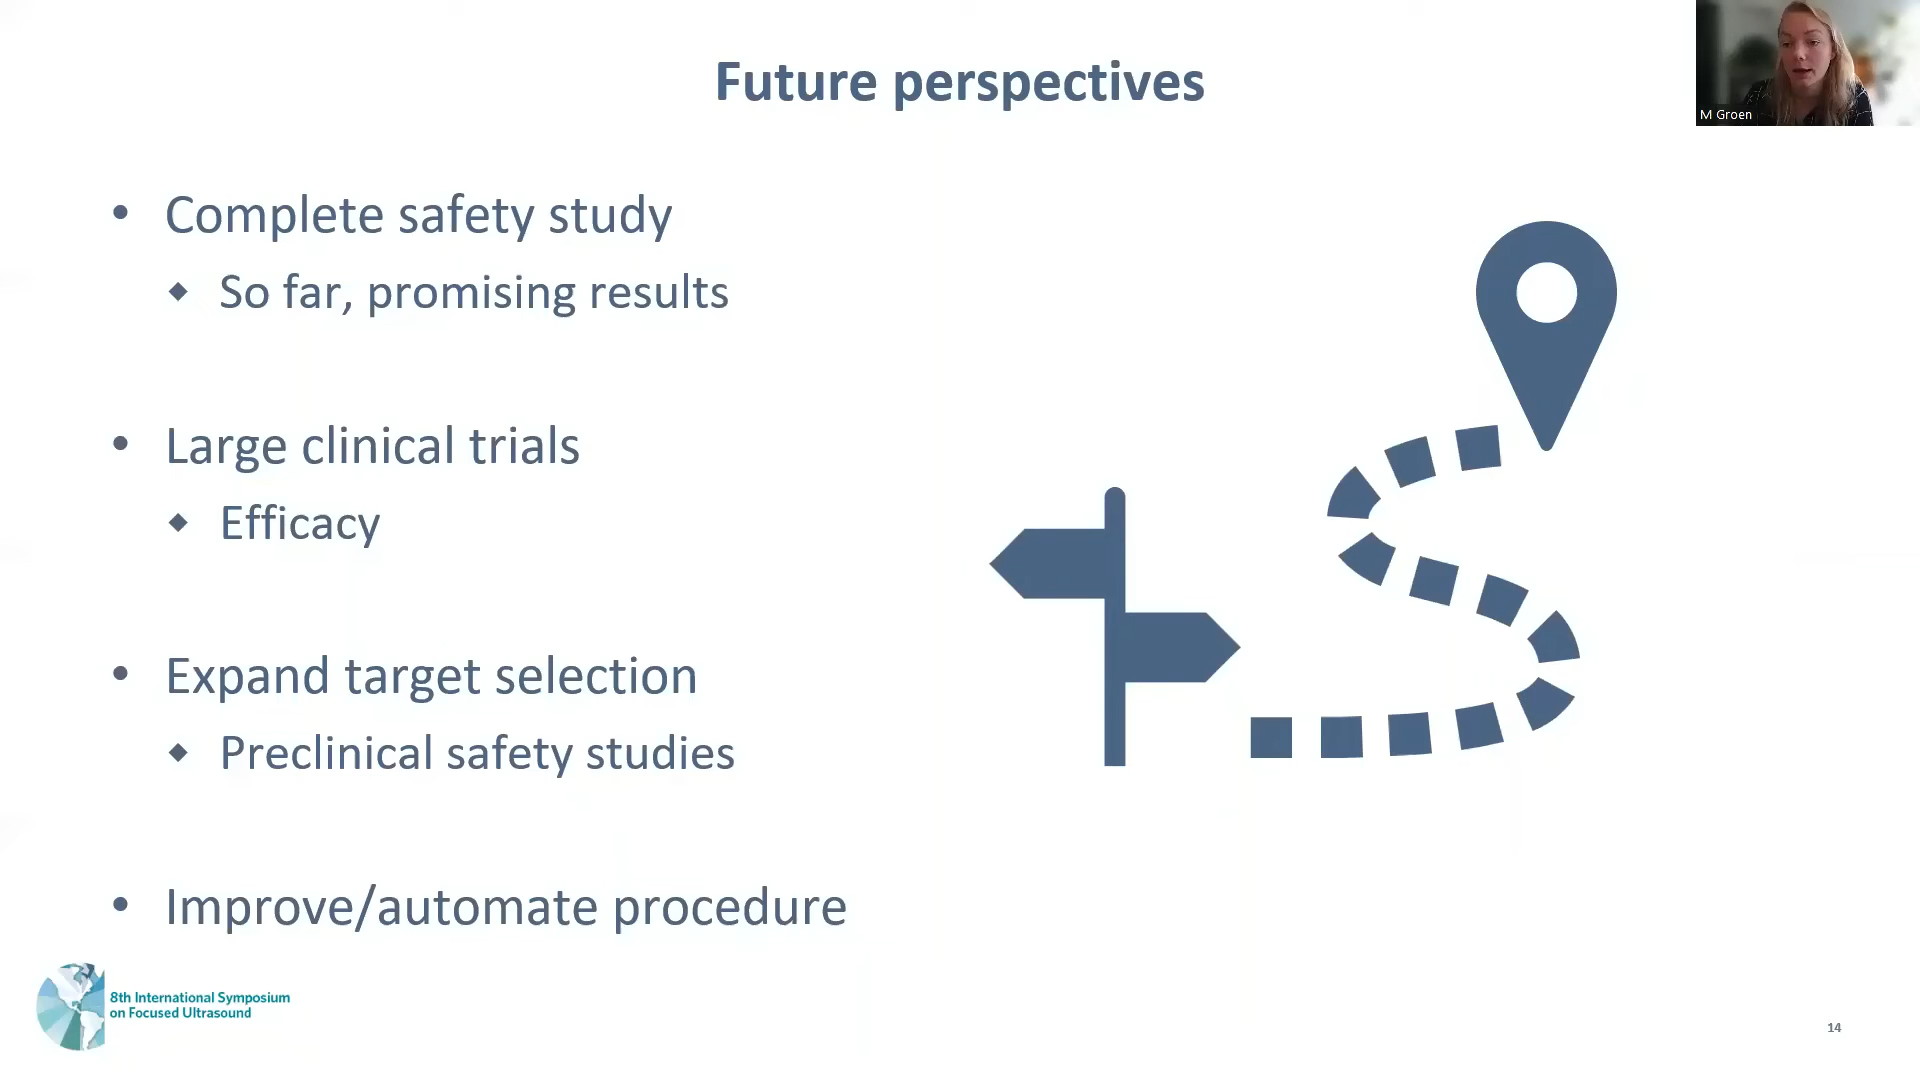 Future perspectives
M Groen
• Complete safety study
◆ So far, promising results
• Large clinical trials
◆ Efficacy
• Expand target selection
◆ Preclinical safety studies
• Improve/automate procedure
8th International Symposium
on Focused Ultrasound
14